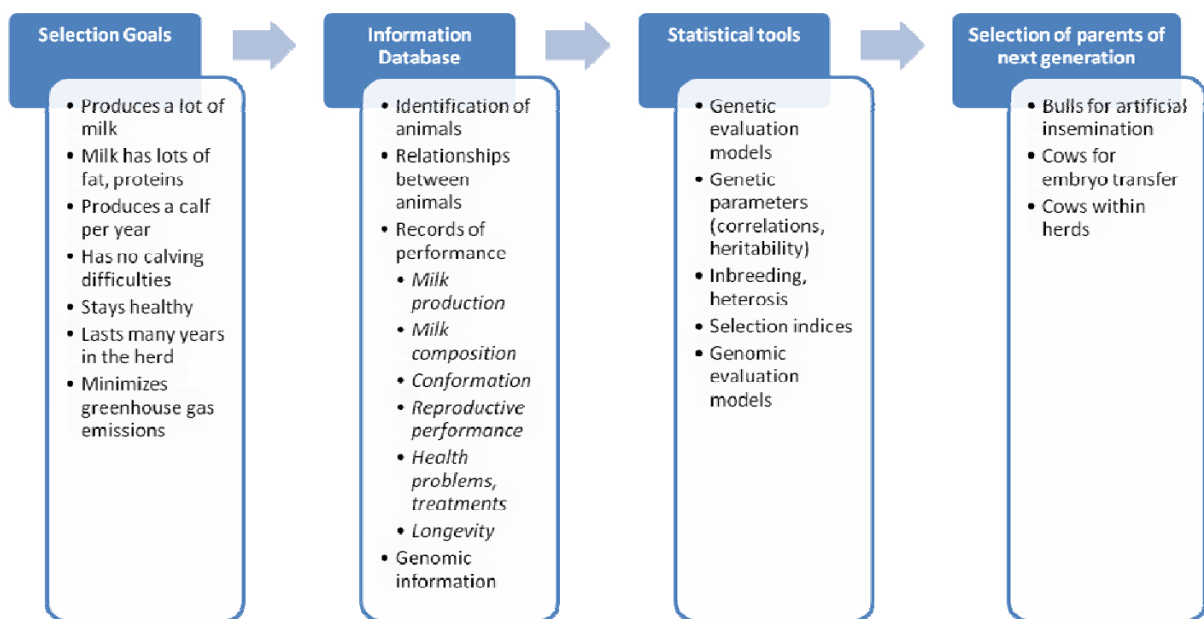 Selection Goals
• Produces a lot of
milk
• Milk has lots of
fat, proteins
• Produces a calf
per year
• Has no calving
difficulties
• Stays healthy
• Lasts many years
in the herd
• Minimizes
greenhouse gas
emissions
Information
Database
• Identification of
animals
• Relationships
between
animals
• Records of
performance
• Milk
production
• Milk
composition
• Conformation
• Reproductive
performance
• Health
problems,
treatments
• Longevity
• Genomic
information
Statistical tools
• Genetic
evaluation
models
• Genetic
parameters
(correlations,
heritability)
• Inbreeding,
heterosis
• Selection indices
• Genomic
evaluation
models
Selection of parents of
next generation
• Bulls for artificial
insemination
• Cows for
embryo transfer
• Cows within
herds